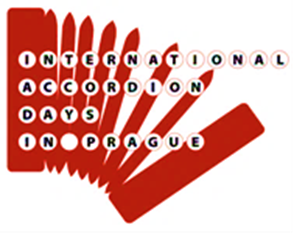 INTERNATIONAL
ACCORDION
DAYS
IN PRAGUE